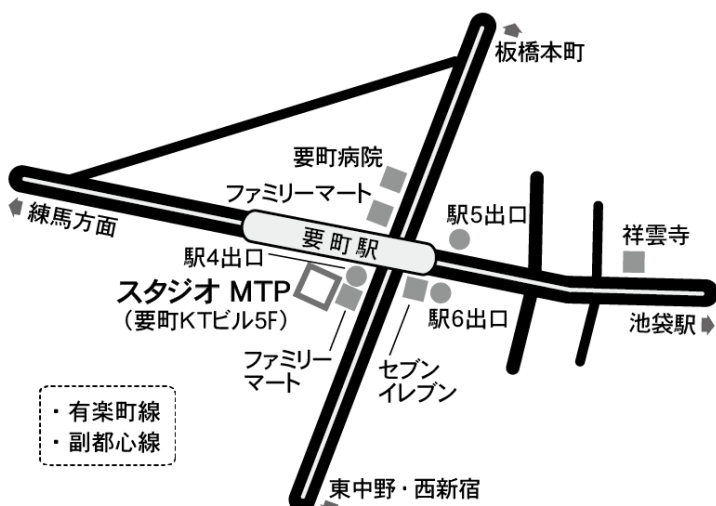 板橋本町
要町病院
ファミリーマート
練馬方面
要町駅
駅5出口
祥雲寺
駅4出口
スタジオ MTP
（要町KTビル5F）
駅6出口
池袋駅
ファミリー
マート
セブン
イレブン
・有楽町線
・副都心線
東中野・西新宿